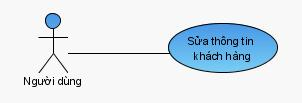 Sửa thông tin
khách hàng
Người dùng